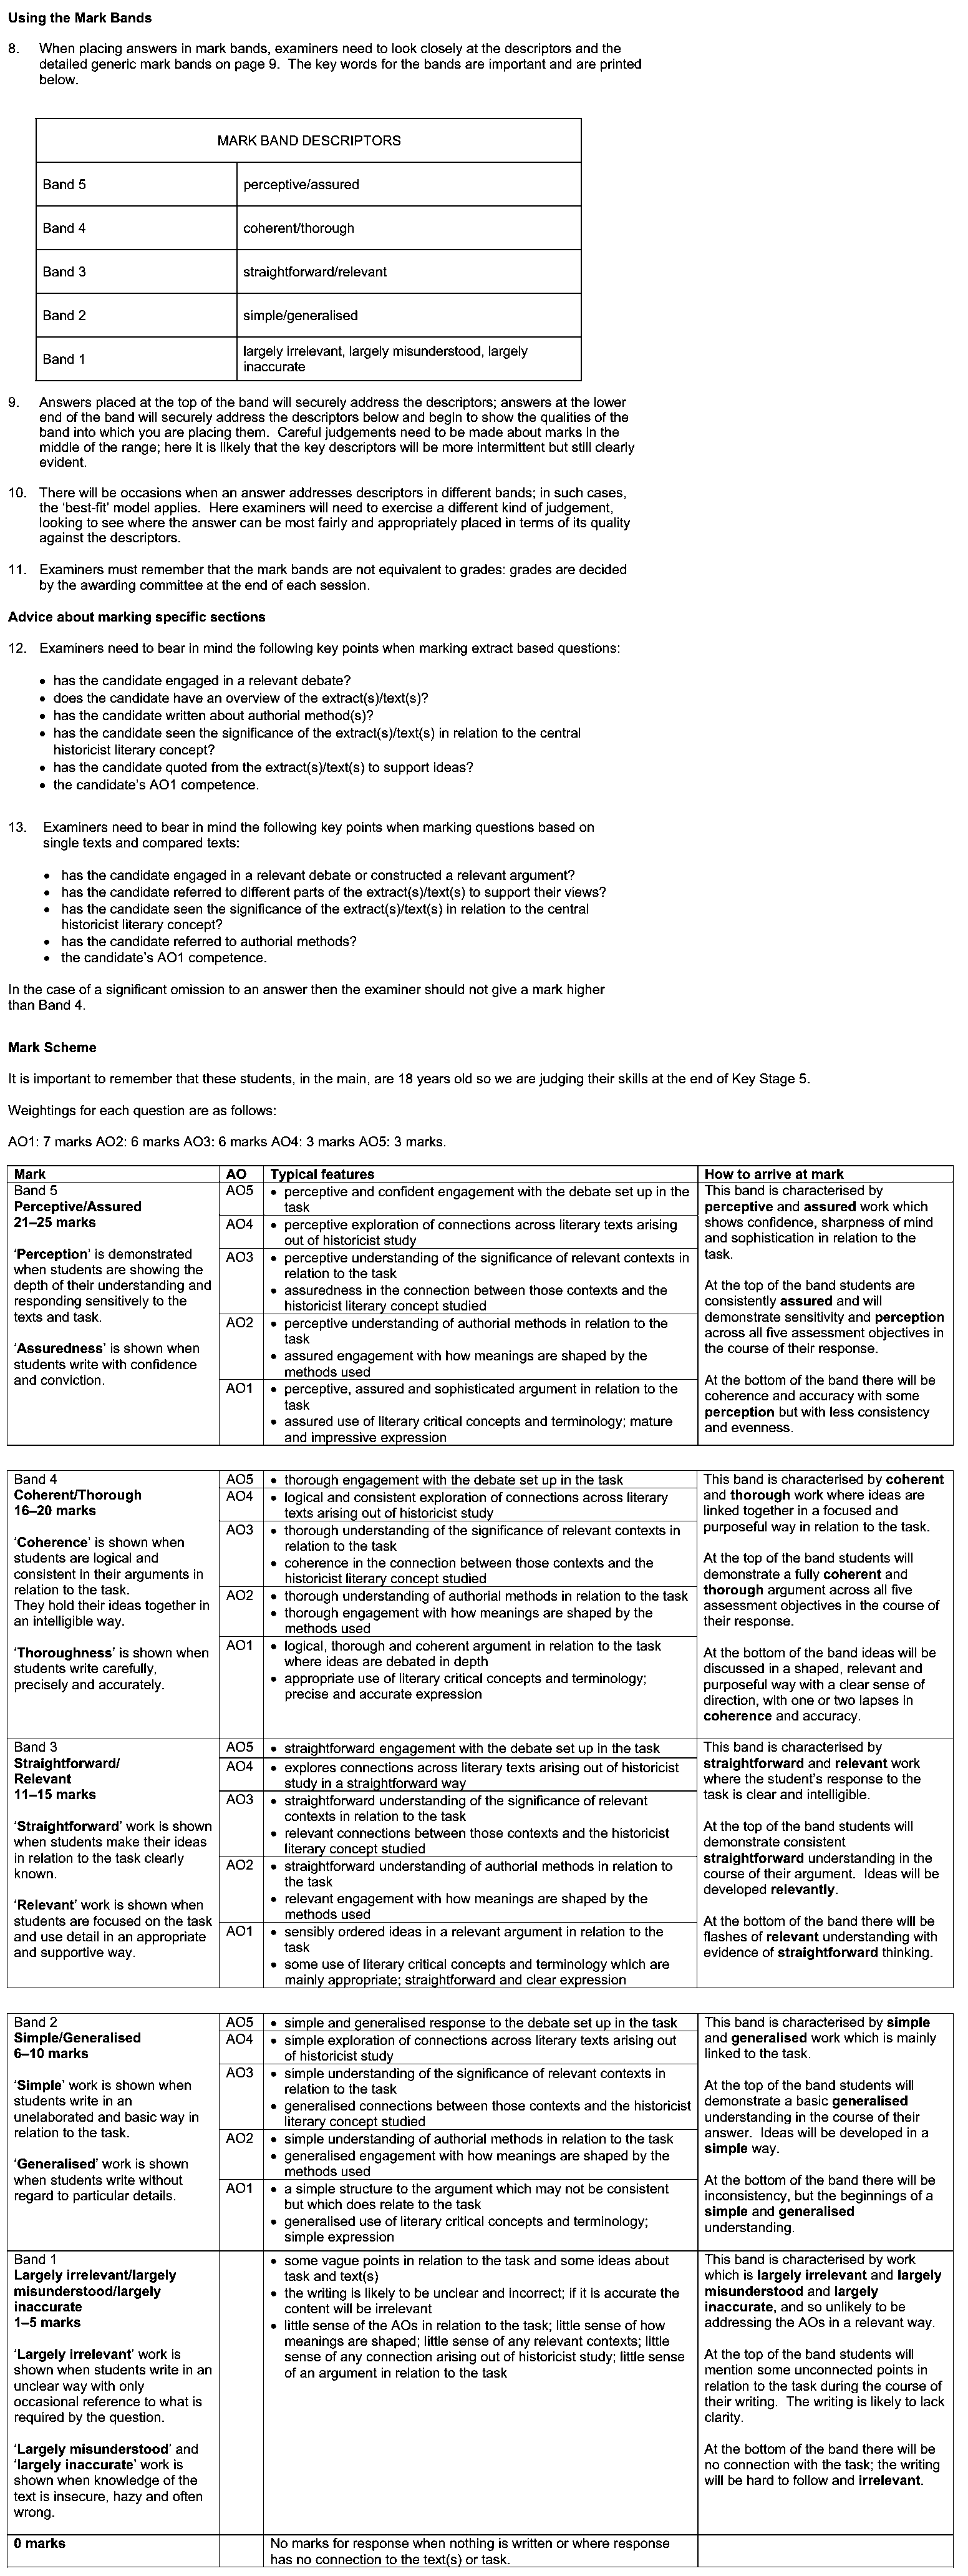 Using the Mark Bands
8. When placing answers in mark bands, examiners need to look closely at the descriptors and the
detailed generic mark bands on page 9. The key words for the bands are important and are printed
below.
MARK BAND DESCRIPTORS
Band 5 perceptive/assured
Band 4 coherent/thorough
Band 3 straightforward/relevant
Band 2 simple/generalised
Band 1 largely irrelevant, largely misunderstood, largely
inaccurate
9. Answers placed at the top of the band will securely address the descriptors; answers at the lower
end of the band will securely address the descriptors below and begin to show the qualities of the
band into which you are placing them. Careful judgements need to be made about marks in the
middle of the range; here it is likely that the key descriptors will be more intermittent but still clearly
evident.
10. There will be occasions when an answer addresses descriptors in different bands; in such cases,
the 'best-fit' model applies. Here examiners will need to exercise a different kind of judgement,
looking to see where the answer can be most fairly and appropriately placed in terms of its quality
against the descriptors.
11. Examiners must remember that the mark bands are not equivalent to grades: grades are decided
by the awarding committee at the end of each session.
Advice about marking specific sections
12. Examiners need to bear in mind the following key points when marking extract based questions:
• has the candidate engaged in a relevant debate?
• does the candidate have an overview of the extract(s)/text(s)?
• has the candidate written about authorial method(s)?
• has the candidate seen the significance of the extract(s)/text(s) in relation to the central
historicist literary concept?
• has the candidate quoted from the extract(s)/text(s) to support ideas?
• the candidate's AO1 competence.
13. Examiners need to bear in mind the following key points when marking questions based on
single texts and compared texts:
• has the candidate engaged in a relevant debate or constructed a relevant argument?
• has the candidate referred to different parts of the extract(s)/text(s) to support their views?
• has the candidate seen the significance of the extract(s)/text(s) in relation to the central
historicist literary concept?
• has the candidate referred to authorial methods?
• the candidate's AO1 competence.
In the case of a significant omission to an answer then the examiner should not give a mark higher
than Band 4.
Mark Scheme
It is important to remember that these students, in the main, are 18 years old so we are judging their skills at the end of Key Stage 5.
Weightings for each question are as follows:
AO1: 7 marks AO2: 6 marks AO3: 6 marks AO4: 3 marks AO5: 3 marks.
Mark AO Typical features How to arrive at mark
Band 5
Perceptive/Assured
21–25 marks
'Perception' is demonstrated
when students are showing the
depth of their understanding and
responding sensitively to the
texts and task.
'Assuredness' is shown when
students write with confidence
and conviction.
AO5 • perceptive and confident engagement with the debate set up in the
task
AO4 • perceptive exploration of connections across literary texts arising
out of historicist study
AO3 • perceptive understanding of the significance of relevant contexts in
relation to the task
• assuredness in the connection between those contexts and the
historicist literary concept studied
AO2 • perceptive understanding of authorial methods in relation to the
task
• assured engagement with how meanings are shaped by the
methods used
AO1 • perceptive, assured and sophisticated argument in relation to the
task
• assured use of literary critical concepts and terminology; mature
and impressive expression
This band is characterised by
perceptive and assured work which
shows confidence, sharpness of mind
and sophistication in relation to the
task.
At the top of the band students are
consistently assured and will
demonstrate sensitivity and perception
across all five assessment objectives in
the course of their response.
At the bottom of the band there will be
coherence and accuracy with some
perception but with less consistency
and evenness.
Band 4
Coherent/Thorough
16–20 marks
'Coherence' is shown when
students are logical and
consistent in their arguments in
relation to the task.
They hold their ideas together in
an intelligible way.
'Thoroughness' is shown when
students write carefully,
precisely and accurately.
AO5 • thorough engagement with the debate set up in the task
AO4 • logical and consistent exploration of connections across literary
texts arising out of historicist study
AO3 • thorough understanding of the significance of relevant contexts in
relation to the task
• coherence in the connection between those contexts and the
historicist literary concept studied
AO2 • thorough understanding of authorial methods in relation to the task
• thorough engagement with how meanings are shaped by the
methods used
AO1 • logical, thorough and coherent argument in relation to the task
where ideas are debated in depth
• appropriate use of literary critical concepts and terminology;
precise and accurate expression
This band is characterised by coherent
and thorough work where ideas are
linked together in a focused and
purposeful way in relation to the task.
At the top of the band students will
demonstrate a fully coherent and
thorough argument across all five
assessment objectives in the course of
their response.
At the bottom of the band ideas will be
discussed in a shaped, relevant and
purposeful way with a clear sense of
direction, with one or two lapses in
coherence and accuracy.
Band 3
Straightforward/
Relevant
11–15 marks
'Straightforward' work is shown
when students make their ideas
in relation to the task clearly
known.
'Relevant' work is shown when
students are focused on the task
and use detail in an appropriate
and supportive way.
AO5 • straightforward engagement with the debate set up in the task
AO4 • explores connections across literary texts arising out of historicist
study in a straightforward way
AO3 • straightforward understanding of the significance of relevant
contexts in relation to the task
• relevant connections between those contexts and the historicist
literary concept studied
AO2 • straightforward understanding of authorial methods in relation to
the task
• relevant engagement with how meanings are shaped by the
methods used
AO1 • sensibly ordered ideas in a relevant argument in relation to the
task
• some use of literary critical concepts and terminology which are
mainly appropriate; straightforward and clear expression
This band is characterised by
straightforward and relevant work
where the student's response to the
task is clear and intelligible.
At the top of the band students will
demonstrate consistent
straightforward understanding in the
course of their argument. Ideas will be
developed relevantly.
At the bottom of the band there will be
flashes of relevant understanding with
evidence of straightforward thinking.
Band 2
Simple/Generalised
6–10 marks
'Simple' work is shown when
students write in an
unelaborated and basic way in
relation to the task.
'Generalised' work is shown
when students write without
regard to particular details.
AO5 • simple and generalised response to the debate set up in the task
AO4 • simple exploration of connections across literary texts arising out
of historicist study
AO3 • simple understanding of the significance of relevant contexts in
relation to the task
• generalised connections between those contexts and the historicist
literary concept studied
AO2 • simple understanding of authorial methods in relation to the task
• generalised engagement with how meanings are shaped by the
methods used
AO1 • a simple structure to the argument which may not be consistent
but which does relate to the task
• generalised use of literary critical concepts and terminology;
simple expression
This band is characterised by simple
and generalised work which is mainly
linked to the task.
At the top of the band students will
demonstrate a basic generalised
understanding in the course of their
answer. Ideas will be developed in a
simple way.
At the bottom of the band there will be
inconsistency, but the beginnings of a
simple and generalised
understanding.
Band 1
Largely irrelevant/largely
misunderstood/largely
inaccurate
1–5 marks
'Largely irrelevant' work is
shown when students write in an
unclear way with only
occasional reference to what is
required by the question.
'Largely misunderstood' and
'largely inaccurate' work is
shown when knowledge of the
text is insecure, hazy and often
wrong.
• some vague points in relation to the task and some ideas about
task and text(s)
• the writing is likely to be unclear and incorrect; if it is accurate the
content will be irrelevant
• little sense of the AOs in relation to the task; little sense of how
meanings are shaped; little sense of any relevant contexts; little
sense of any connection arising out of historicist study; little sense
of an argument in relation to the task
This band is characterised by work
which is largely irrelevant and largely
misunderstood and largely
inaccurate, and so unlikely to be
addressing the AOs in a relevant way.
At the top of the band students will
mention some unconnected points in
relation to the task during the course of
their writing. The writing is likely to lack
clarity.
At the bottom of the band there will be
no connection with the task; the writing
will be hard to follow and irrelevant.
0 marks No marks for response when nothing is written or where response
has no connection to the text(s) or task.